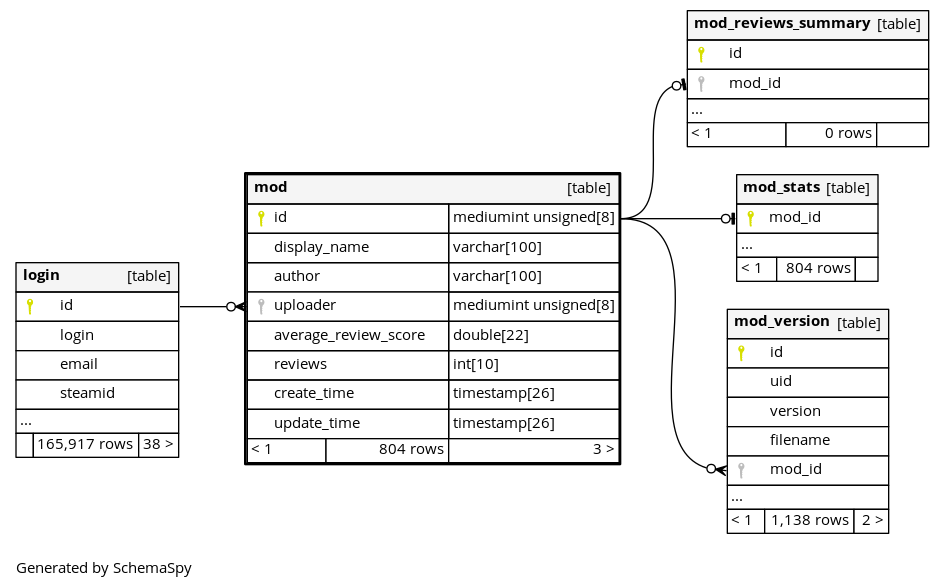 mod_reviews_summary [table]
id
mod_id
...
< 1 0 rows
mod [table]
id mediumint unsigned[8]
display_name varchar[100]
author varchar[100]
uploader mediumint unsigned[8]
average_review_score double[22]
reviews int[10]
create_time timestamp[26]
update_time timestamp[26]
< 1 804 rows 3 >
mod_stats [table]
mod_id
...
< 1 804 rows
login [table]
id
login
email
steamid
...
165,917 rows 38 >
mod_version [table]
id
uid
version
filename
mod_id
...
< 1 1,138 rows 2 >
Generated by SchemaSpy